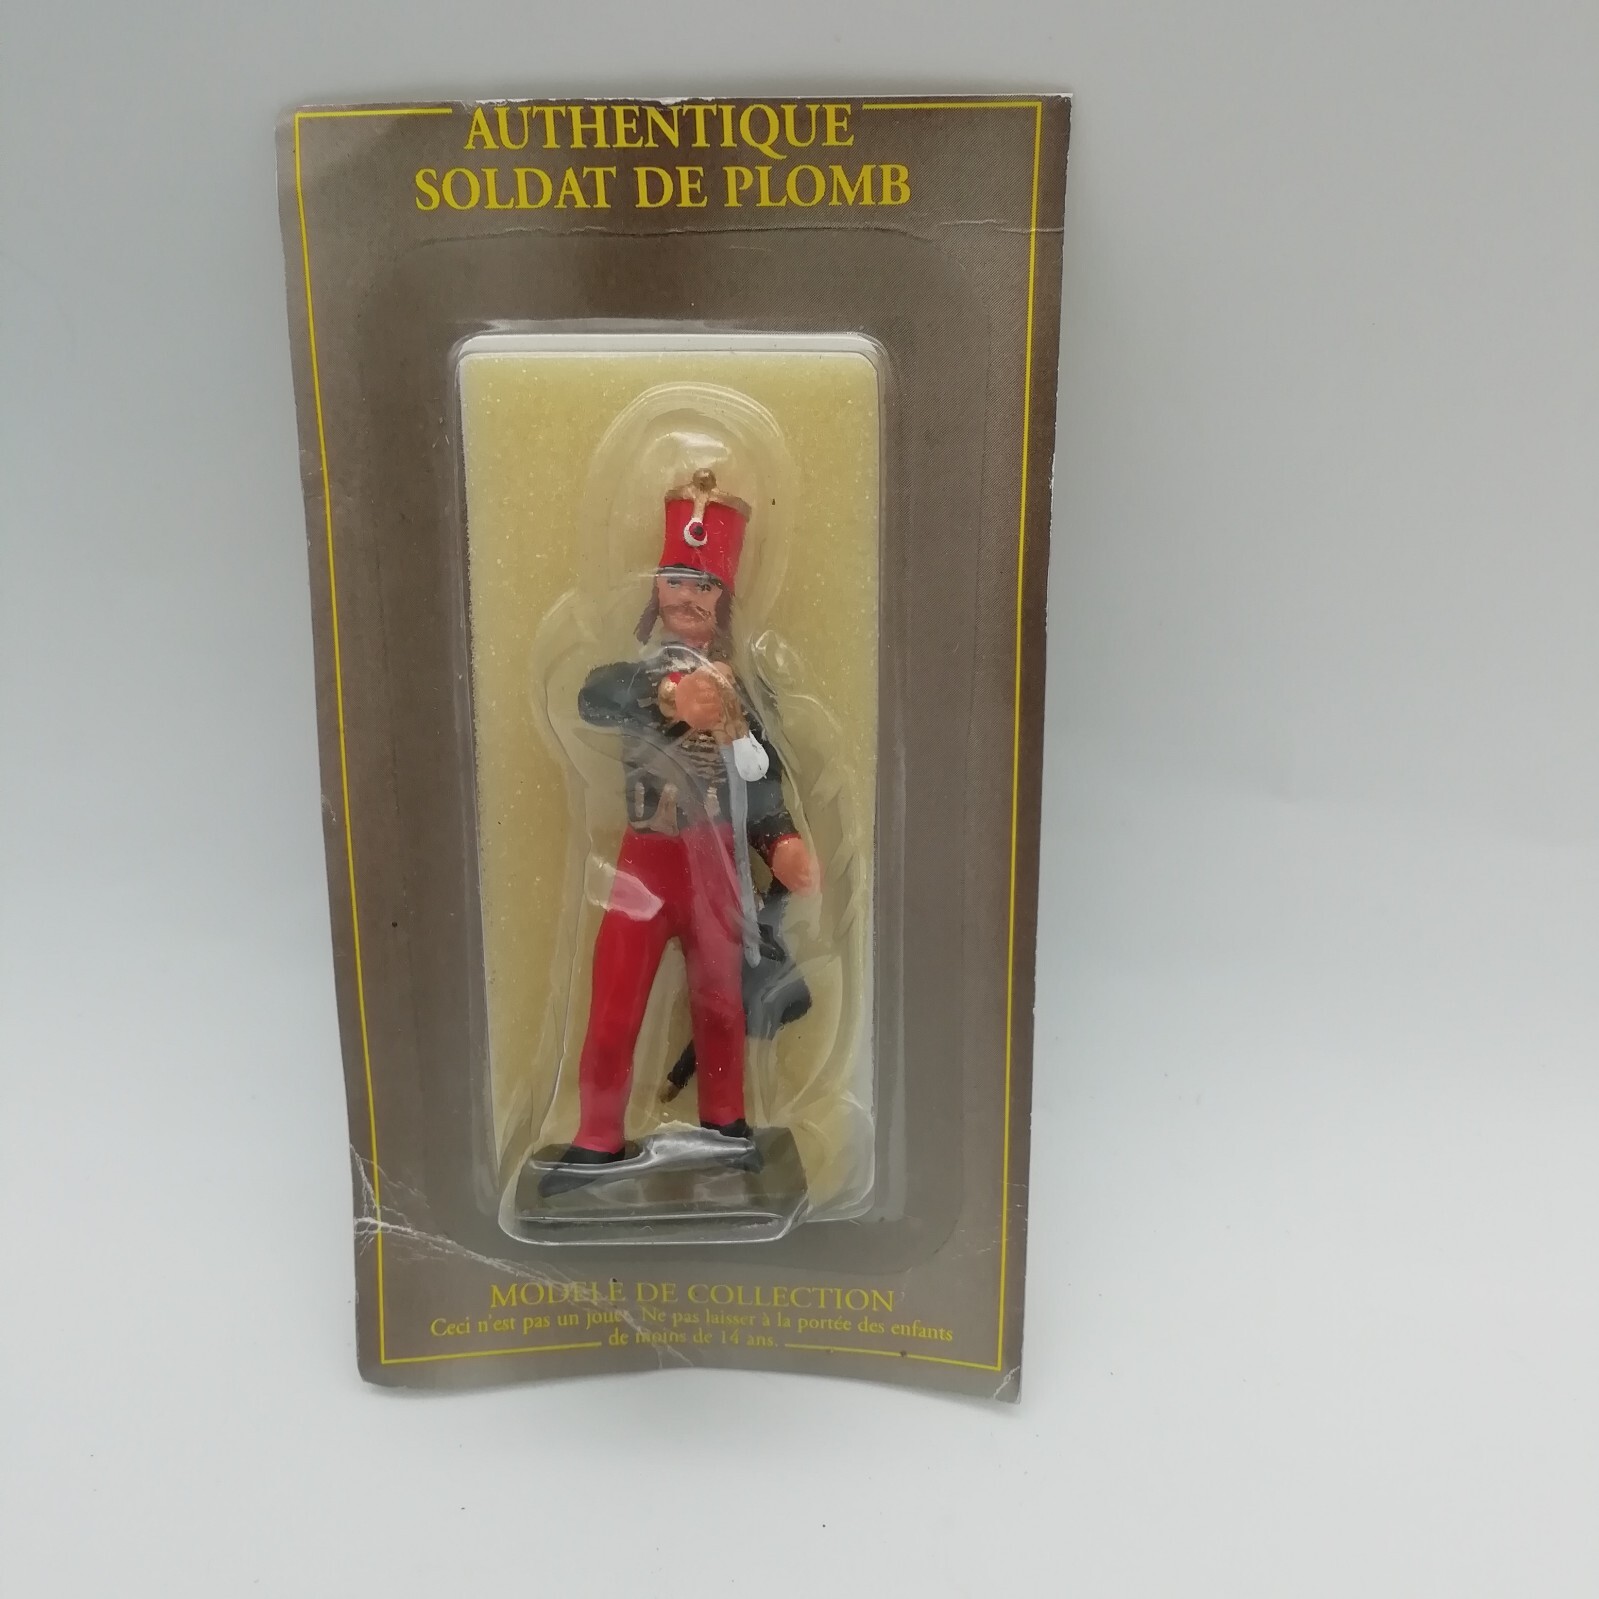 AUTHENTIQUE
SOLDAT DE PLOMB
MODÈLE DE COLLECTION
Ceci n'est pas un jouet. Ne pas laisser à la portée des enfants
de moins de 14 ans.